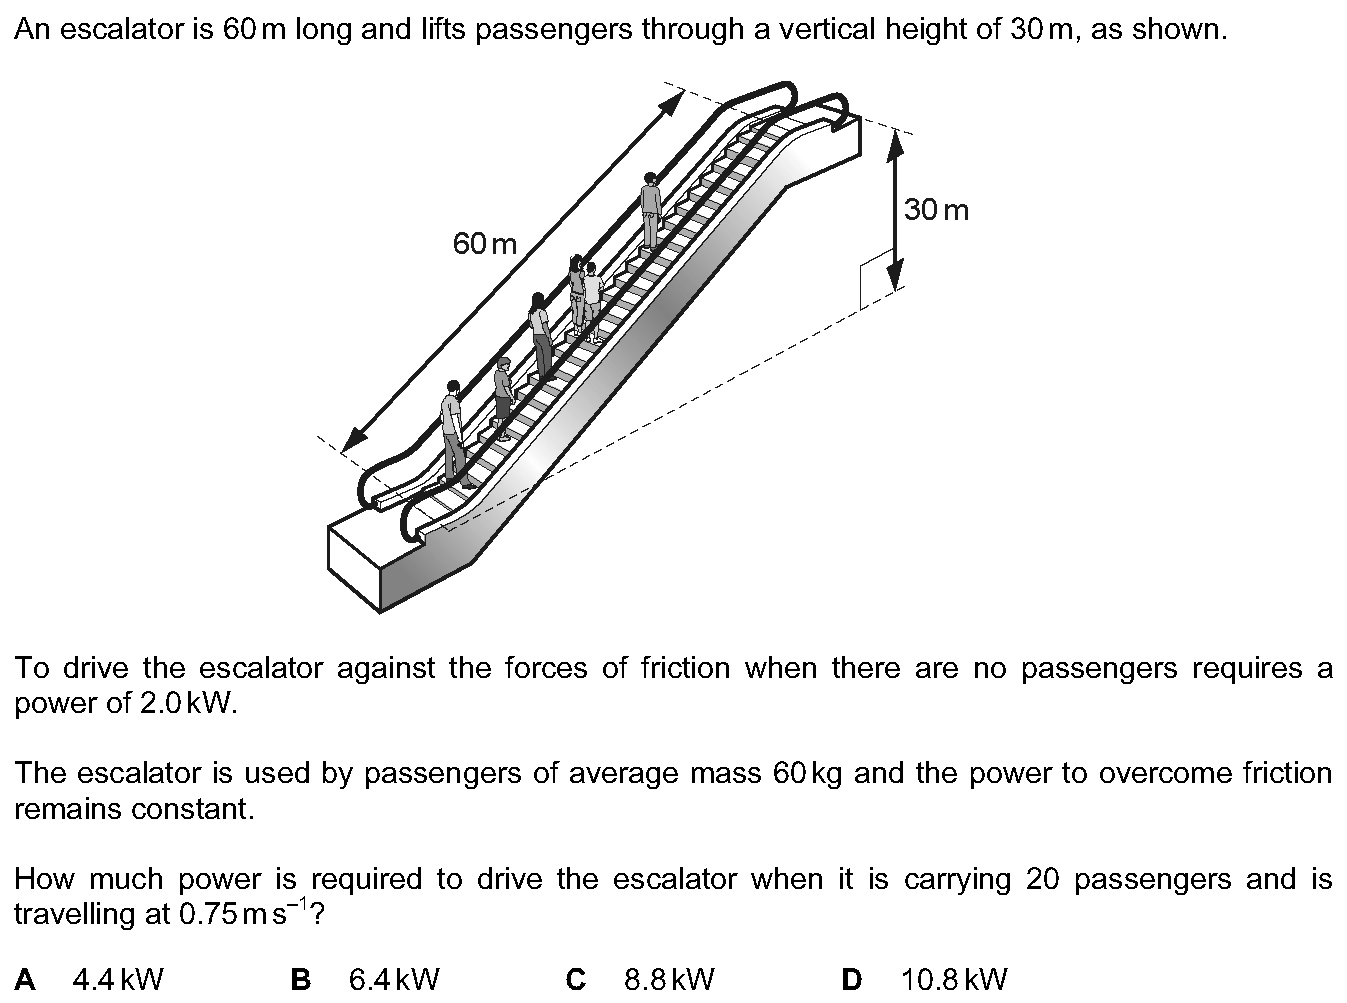 An escalator is 60 m long and lifts passengers through a vertical height of 30 m, as shown.
60 m
30 m
To drive the escalator against the forces of friction when there are no passengers requires a
power of 2.0 kW.
The escalator is used by passengers of average mass 60 kg and the power to overcome friction
remains constant.
How much power is required to drive the escalator when it is carrying 20 passengers and is
travelling at 0.75 m s⁻¹?
A 4.4 kW B 6.4 kW C 8.8 kW D 10.8 kW